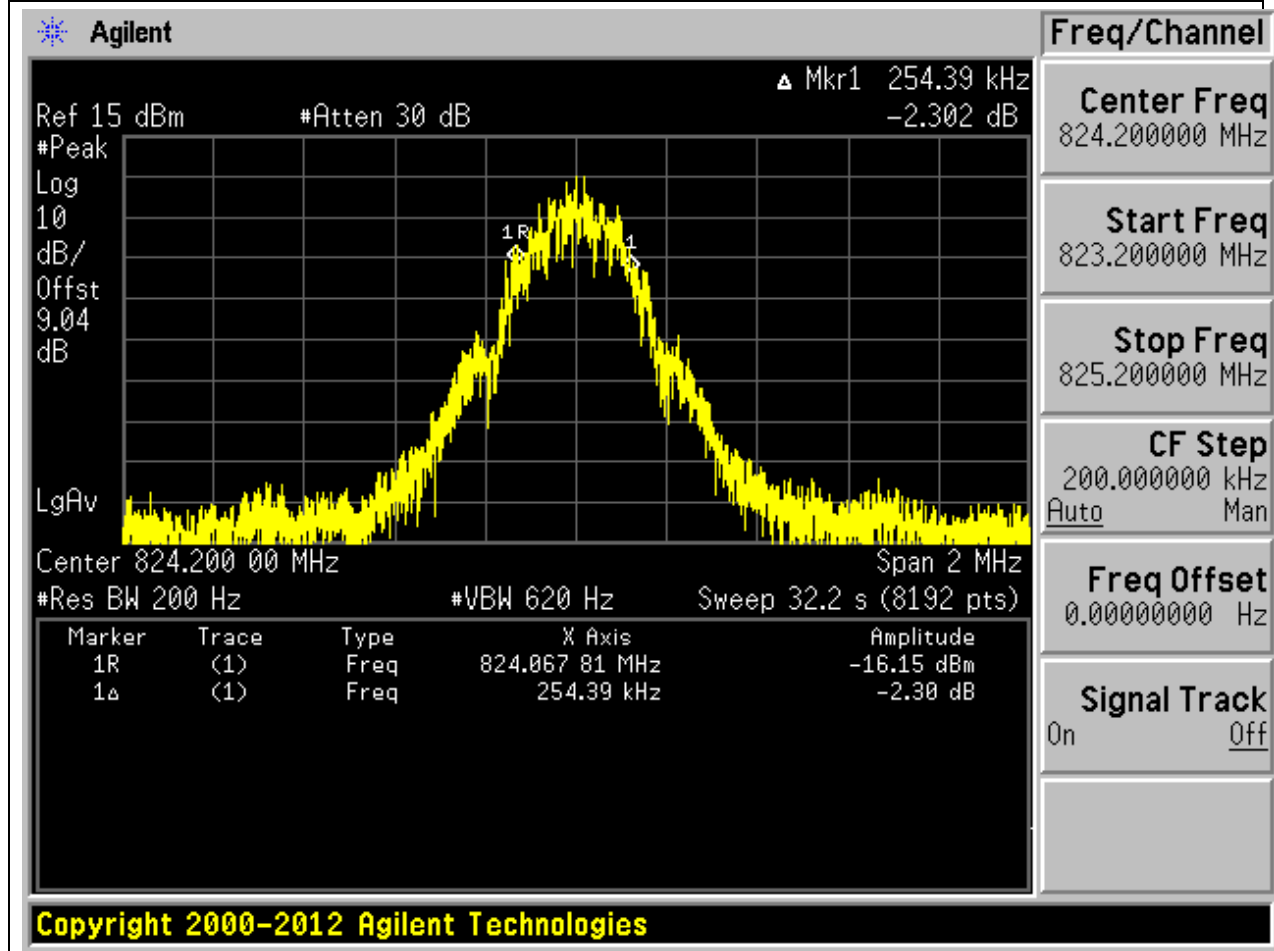 Agilent
Freq/Channel
▵ Mkr1 254.39 kHz
Ref 15 dBm #Atten 30 dB -2.302 dB
#Peak
Log
10
dB/
Offst
9.04
dB
1R
1
LgAv
Center 824.200 00 MHz Span 2 MHz
#Res BW 200 Hz #VBW 620 Hz Sweep 32.2 s (8192 pts)
Marker Trace Type X Axis Amplitude
1R (1) Freq 824.067 81 MHz -16.15 dBm
1▵ (1) Freq 254.39 kHz -2.30 dB
Center Freq
824.200000 MHz
Start Freq
823.200000 MHz
Stop Freq
825.200000 MHz
CF Step
200.000000 kHz
Auto Man
Freq Offset
0.00000000 Hz
Signal Track
On Off
Copyright 2000-2012 Agilent Technologies